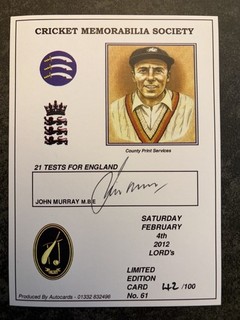 CRICKET MEMORABILIA SOCIETY
County Print Services
21 TESTS FOR ENGLAND
JOHN MURRAY M.B.E
SATURDAY
FEBRUARY
4th
2012
LORD's
LIMITED
EDITION
CARD 42 /100
No. 61
Produced By Autocards - 01332 832496